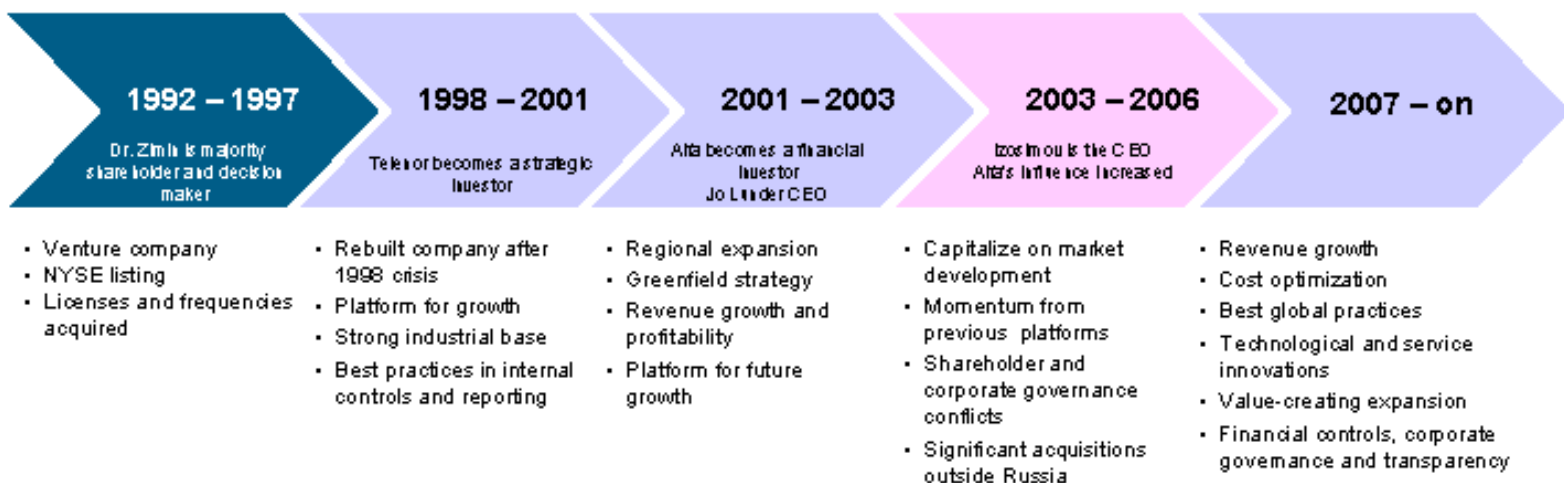 1992 – 1997
Dr. Zimin is majority
shareholder and decision
maker
1998 – 2001
Telenor becomes a strategic
investor
2001 – 2003
Alfa becomes a financial
investor
Jo Lunder CEO
2003 – 2006
Izosimov is the CEO
Alfa's influence increased
2007 – on
• Venture company
• NYSE listing
• Licenses and frequencies
acquired
• Rebuilt company after
1998 crisis
• Platform for growth
• Strong industrial base
• Best practices in internal
controls and reporting
• Regional expansion
• Greenfield strategy
• Revenue growth and
profitability
• Platform for future
growth
• Capitalize on market
development
• Momentum from
previous platforms
• Shareholder and
corporate governance
conflicts
• Significant acquisitions
outside Russia
• Revenue growth
• Cost optimization
• Best global practices
• Technological and service
innovations
• Value-creating expansion
• Financial controls, corporate
governance and transparency